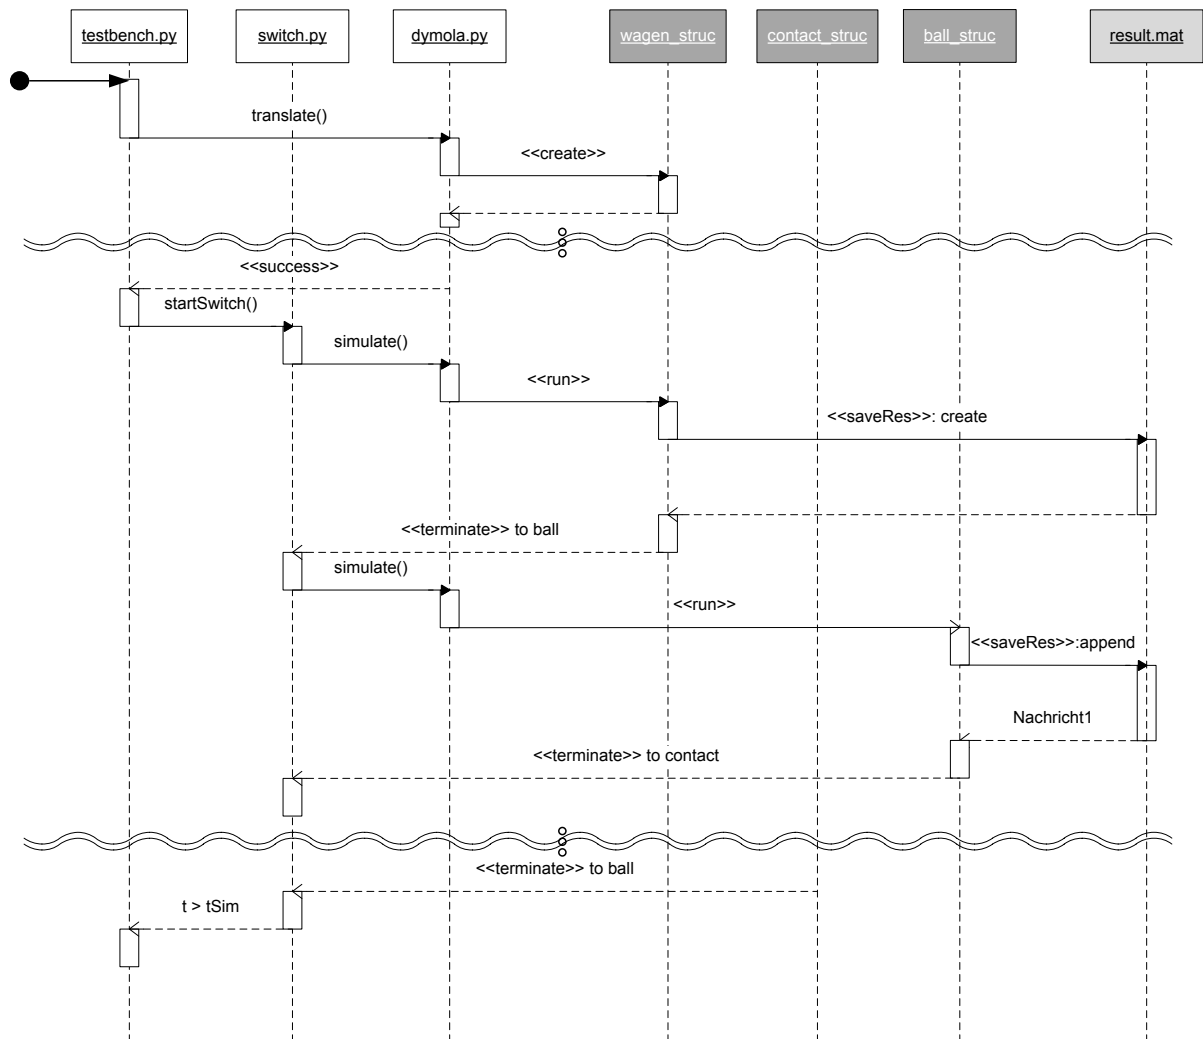 testbench.py
switch.py
dymola.py
wagen_struc
contact_struc
ball_struc
result.mat
translate()
<<create>>
<<success>>
startSwitch()
simulate()
<<run>>
<<saveRes>>: create
<<terminate>> to ball
simulate()
<<run>>
<<saveRes>>:append
Nachricht1
<<terminate>> to contact
<<terminate>> to ball
t > tSim